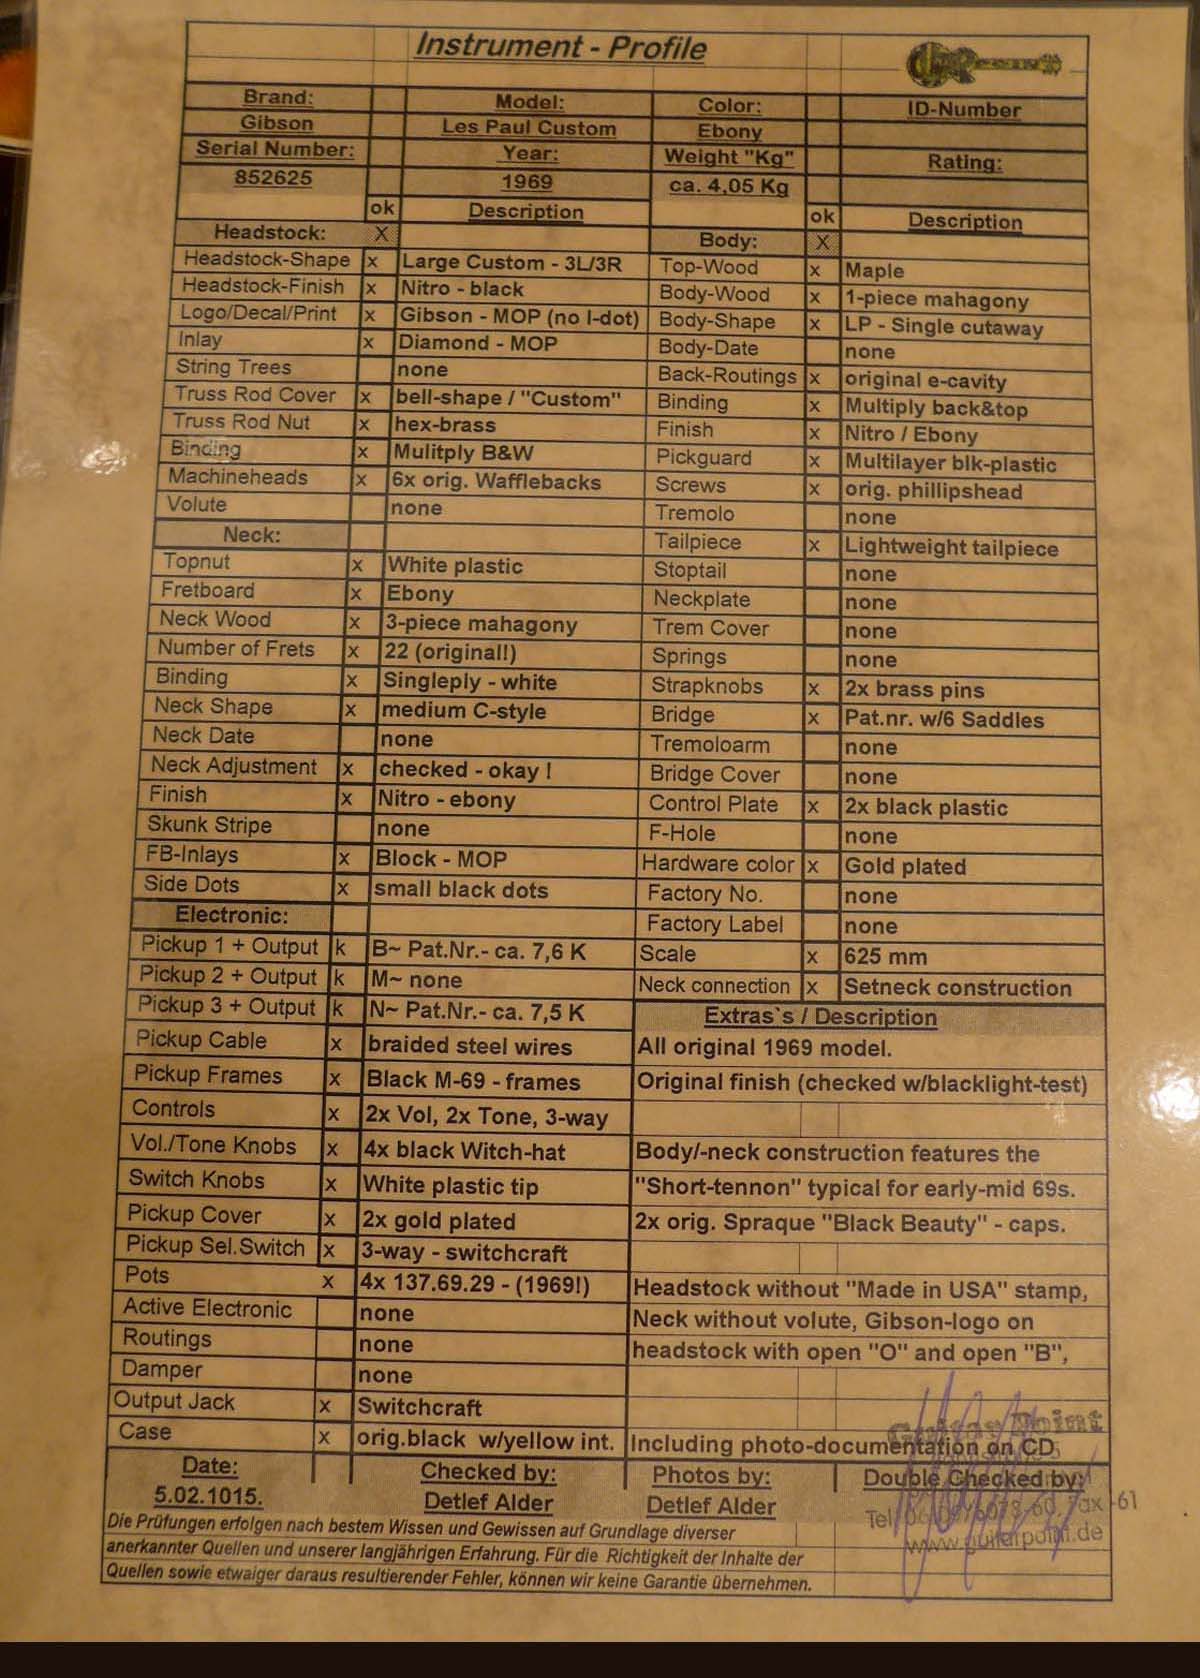 Instrument - Profile
Brand: Model: Color: ID-Number
Gibson Les Paul Custom Ebony
Serial Number: Year: Weight "Kg" Rating:
852625 1969 ca. 4,05 Kg
ok Description ok Description
Headstock: X Body: X
Headstock-Shape x Large Custom - 3L/3R Top-Wood x Maple
Headstock-Finish x Nitro - black Body-Wood x 1-piece mahagony
Logo/Decal/Print x Gibson - MOP (no I-dot) Body-Shape x LP - Single cutaway
Inlay x Diamond - MOP Body-Date none
String Trees none Back-Routings x original e-cavity
Truss Rod Cover x bell-shape / "Custom" Binding x Multiply back&top
Truss Rod Nut x hex-brass Finish x Nitro / Ebony
Binding x Mulitply B&W Pickguard x Multilayer blk-plastic
Machineheads x 6x orig. Wafflebacks Screws x orig. phillipshead
Volute none Tremolo none
Neck: Tailpiece x Lightweight tailpiece
Topnut x White plastic Stoptail none
Fretboard x Ebony Neckplate none
Neck Wood x 3-piece mahagony Trem Cover none
Number of Frets x 22 (original!) Springs none
Binding x Singleply - white Strapknobs x 2x brass pins
Neck Shape x medium C-style Bridge x Pat.nr. w/6 Saddles
Neck Date none Tremoloarm none
Neck Adjustment x checked - okay ! Bridge Cover none
Finish x Nitro - ebony Control Plate x 2x black plastic
Skunk Stripe none F-Hole none
FB-Inlays x Block - MOP Hardware color x Gold plated
Side Dots x small black dots Factory No. none
Electronic: Factory Label none
Pickup 1 + Output k B~ Pat.Nr.- ca. 7,6 K Scale x 625 mm
Pickup 2 + Output k M~ none Neck connection x Setneck construction
Pickup 3 + Output k N~ Pat.Nr.- ca. 7,5 K Extras`s / Description
Pickup Cable x braided steel wires All original 1969 model.
Pickup Frames x Black M-69 - frames Original finish (checked w/blacklight-test)
Controls x 2x Vol, 2x Tone, 3-way
Vol./Tone Knobs x 4x black Witch-hat Body/-neck construction features the
Switch Knobs x White plastic tip "Short-tennon" typical for early-mid 69s.
Pickup Cover x 2x gold plated 2x orig. Spraque "Black Beauty" - caps.
Pickup Sel.Switch x 3-way - switchcraft
Pots x 4x 137.69.29 - (1969!) Headstock without "Made in USA" stamp,
Active Electronic none Neck without volute, Gibson-logo on
Routings none headstock with open "O" and open "B",
Damper none
Output Jack x Switchcraft
Guitar Point
Case x orig.black w/yellow int. Including photo-documentation on CD.
Date: Checked by: Photos by: Double Checked by:
5.02.1015. Detlef Alder Detlef Alder
Tel. Fax -61
www.guitarpoint.de
Die Prüfungen erfolgen nach bestem Wissen und Gewissen auf Grundlage diverser
anerkannter Quellen und unserer langjährigen Erfahrung. Für die Richtigkeit der Inhalte der
Quellen sowie etwaiger daraus resultierender Fehler, können wir keine Garantie übernehmen.